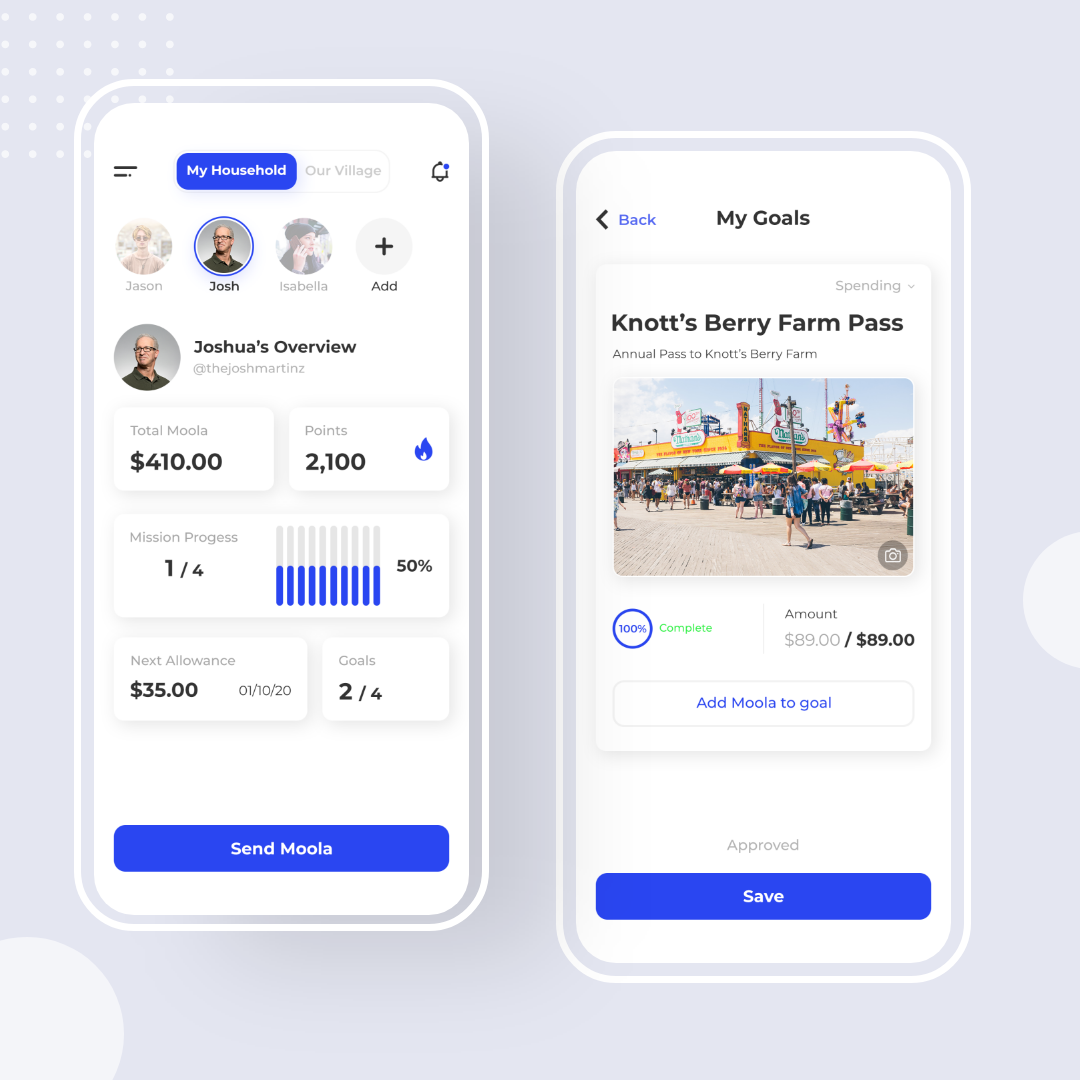 My Household
Our Village
Jason
Josh
Isabella
Add
Joshua’s Overview
@thejoshmartinz
Total Moola
$410.00
Points
2,100
Mission Progess
1 / 4
50%
Next Allowance
$35.00
01/10/20
Goals
2 / 4
Send Moola
Back
My Goals
Spending
Knott’s Berry Farm Pass
Annual Pass to Knott’s Berry Farm
NATHANS
Nathan's
Nathan's
100%
Complete
Amount
$89.00 / $89.00
Add Moola to goal
Approved
Save